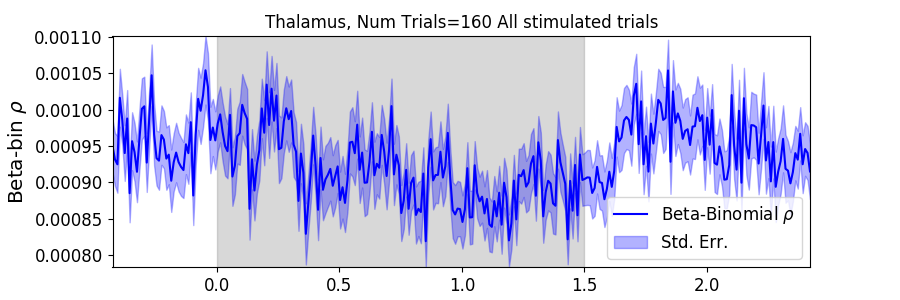 Thalamus, Num Trials=160 All stimulated trials
Beta-bin ρ
0.00110
0.00105
0.00100
0.00095
0.00090
0.00085
0.00080
Beta-Binomial ρ
Std. Err.
0.0 0.5 1.0 1.5 2.0